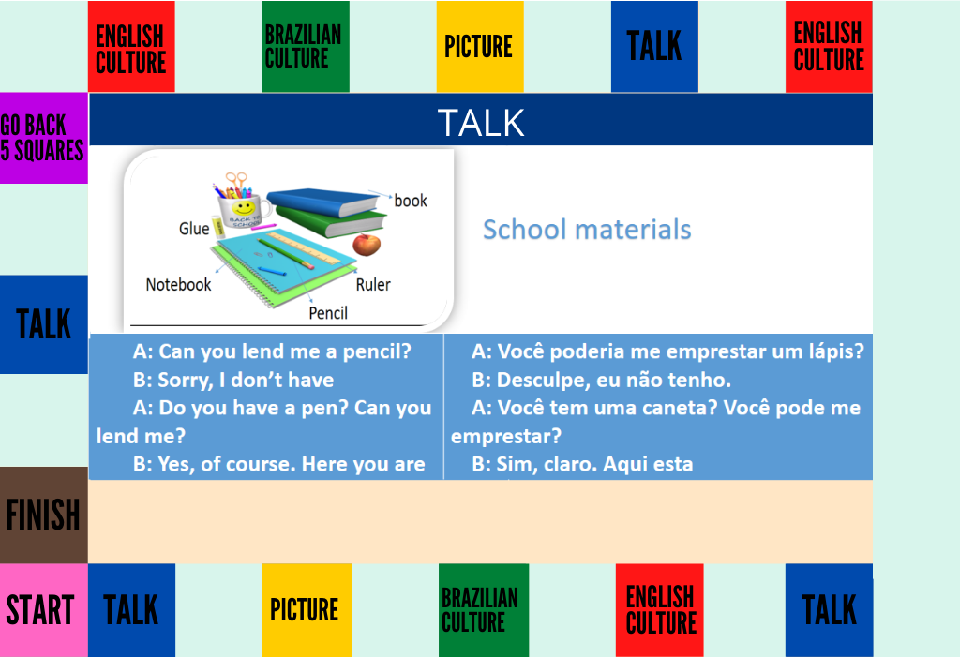 ENGLISH
CULTURE
BRAZILIAN
CULTURE
PICTURE
TALK
ENGLISH
CULTURE
GO BACK
5 SQUARES
TALK
book
BACK TO
SCHOOL
Glue
School materials
Notebook
Ruler
Pencil
TALK
A: Can you lend me a pencil?
B: Sorry, I don’t have
A: Do you have a pen? Can you
lend me?
B: Yes, of course. Here you are
A: Você poderia me emprestar um lápis?
B: Desculpe, eu não tenho.
A: Você tem uma caneta? Você pode me
emprestar?
B: Sim, claro. Aqui esta
FINISH
START
TALK
PICTURE
BRAZILIAN
CULTURE
ENGLISH
CULTURE
TALK